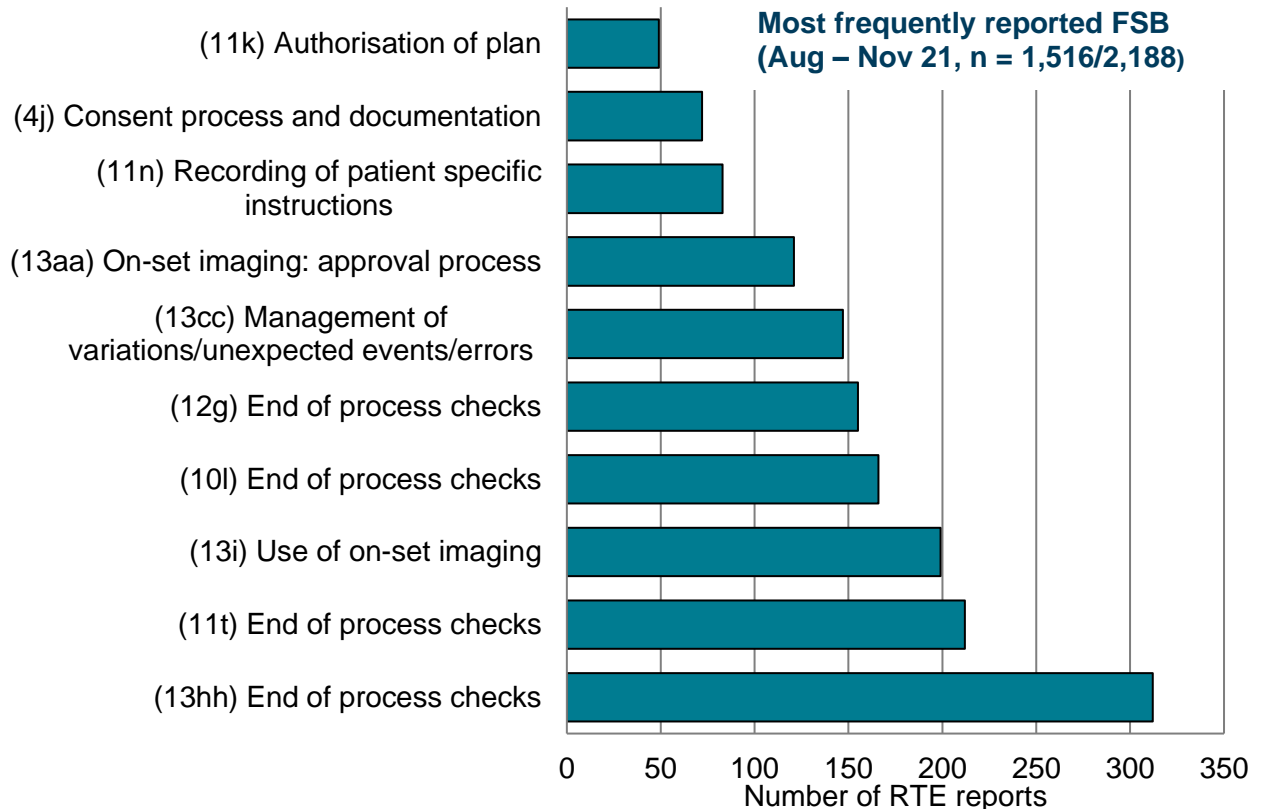 Most frequently reported FSB
(Aug – Nov 21, n = 1,516/2,188)
(11k) Authorisation of plan
(4j) Consent process and documentation
(11n) Recording of patient specific
instructions
(13aa) On-set imaging: approval process
(13cc) Management of
variations/unexpected events/errors
(12g) End of process checks
(10l) End of process checks
(13i) Use of on-set imaging
(11t) End of process checks
(13hh) End of process checks
0 50 100 150 200 250 300 350
Number of RTE reports